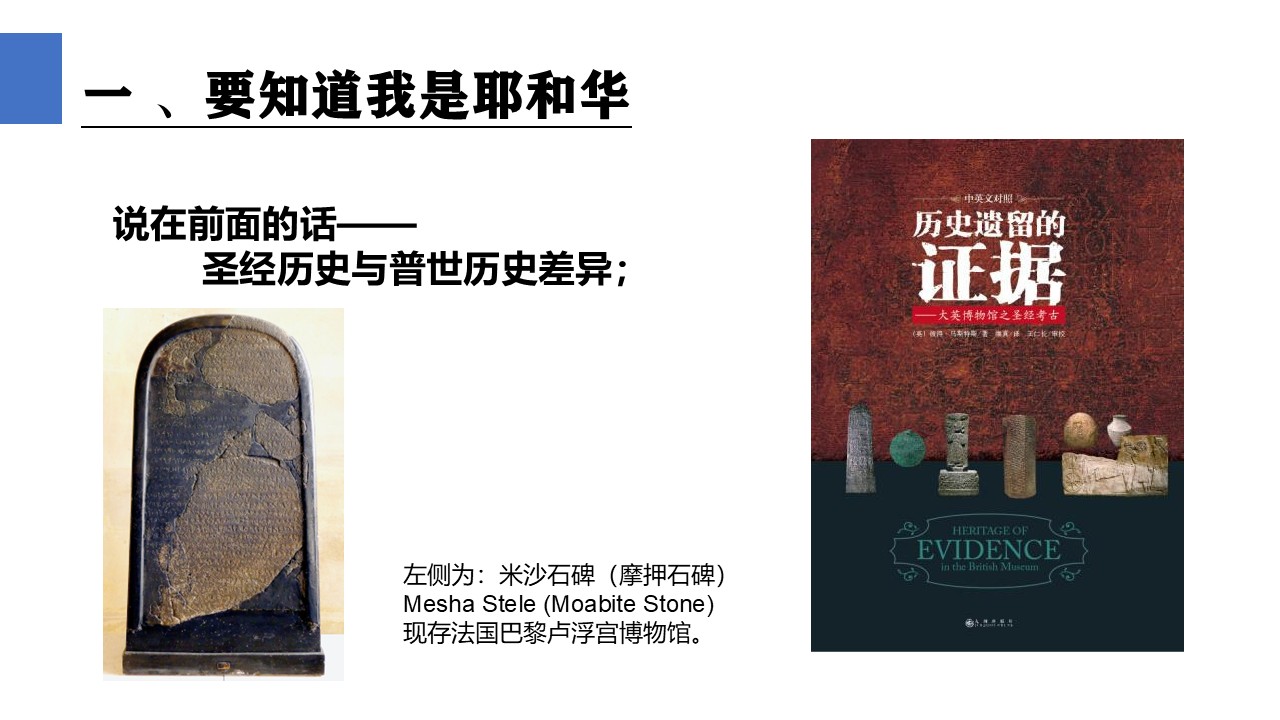 一 、要知道我是耶和华
说在前面的话——
圣经历史与普世历史差异；
左侧为：米沙石碑（摩押石碑）
Mesha Stele (Moabite Stone)
现存法国巴黎卢浮宫博物馆。
中英文对照
历史遗留的
证据
——大英博物馆之圣经考古
HERITAGE OF
EVIDENCE
in the British Museum